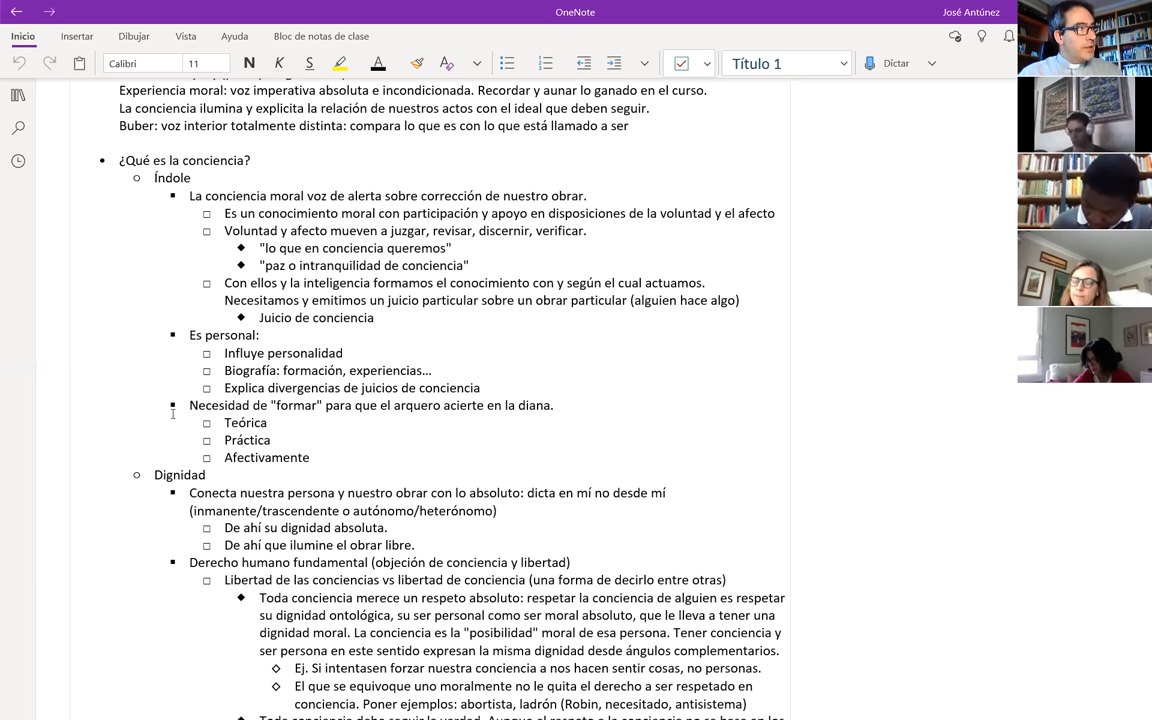 OneNote
José Antúnez
Inicio
Insertar
Dibujar
Vista
Ayuda
Bloc de notas de clase
Calibri
11
N
K
S
A
A
Título 1
Dictar
Experiencia moral: voz imperativa absoluta e incondicionada. Recordar y aunar lo ganado en el curso.
La conciencia ilumina y explicita la relación de nuestros actos con el ideal que deben seguir.
Buber: voz interior totalmente distinta: compara lo que es con lo que está llamado a ser
¿Qué es la conciencia?
Índole
La conciencia moral voz de alerta sobre corrección de nuestro obrar.
Es un conocimiento moral con participación y apoyo en disposiciones de la voluntad y el afecto
Voluntad y afecto mueven a juzgar, revisar, discernir, verificar.
"lo que en conciencia queremos"
"paz o intranquilidad de conciencia"
Con ellos y la inteligencia formamos el conocimiento con y según el cual actuamos.
Necesitamos y emitimos un juicio particular sobre un obrar particular (alguien hace algo)
Juicio de conciencia
Es personal:
Influye personalidad
Biografía: formación, experiencias...
Explica divergencias de juicios de conciencia
Necesidad de "formar" para que el arquero acierte en la diana.
Teórica
Práctica
Afectivamente
Dignidad
Conecta nuestra persona y nuestro obrar con lo absoluto: dicta en mí no desde mí
(inmanente/trascendente o autónomo/heterónomo)
De ahí su dignidad absoluta.
De ahí que ilumine el obrar libre.
Derecho humano fundamental (objeción de conciencia y libertad)
Libertad de las conciencias vs libertad de conciencia (una forma de decirlo entre otras)
Toda conciencia merece un respeto absoluto: respetar la conciencia de alguien es respetar
su dignidad ontológica, su ser personal como ser moral absoluto, que le lleva a tener una
dignidad moral. La conciencia es la "posibilidad" moral de esa persona. Tener conciencia y
ser persona en este sentido expresan la misma dignidad desde ángulos complementarios.
Ej. Si intentasen forzar nuestra conciencia a nos hacen sentir cosas, no personas.
El que se equivoque uno moralmente no le quita el derecho a ser respetado en
conciencia. Poner ejemplos: abortista, ladrón (Robin, necesitado, antisistema)